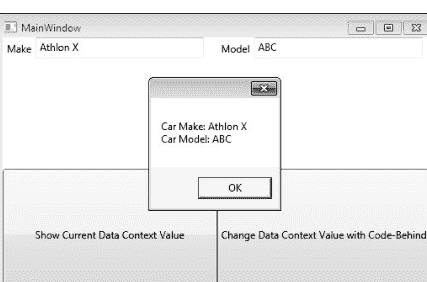 MainWindow
Make Athlon X Model ABC
Car Make: Athlon X
Car Model: ABC
OK
Show Current Data Context Value Change Data Context Value with Code-Behind